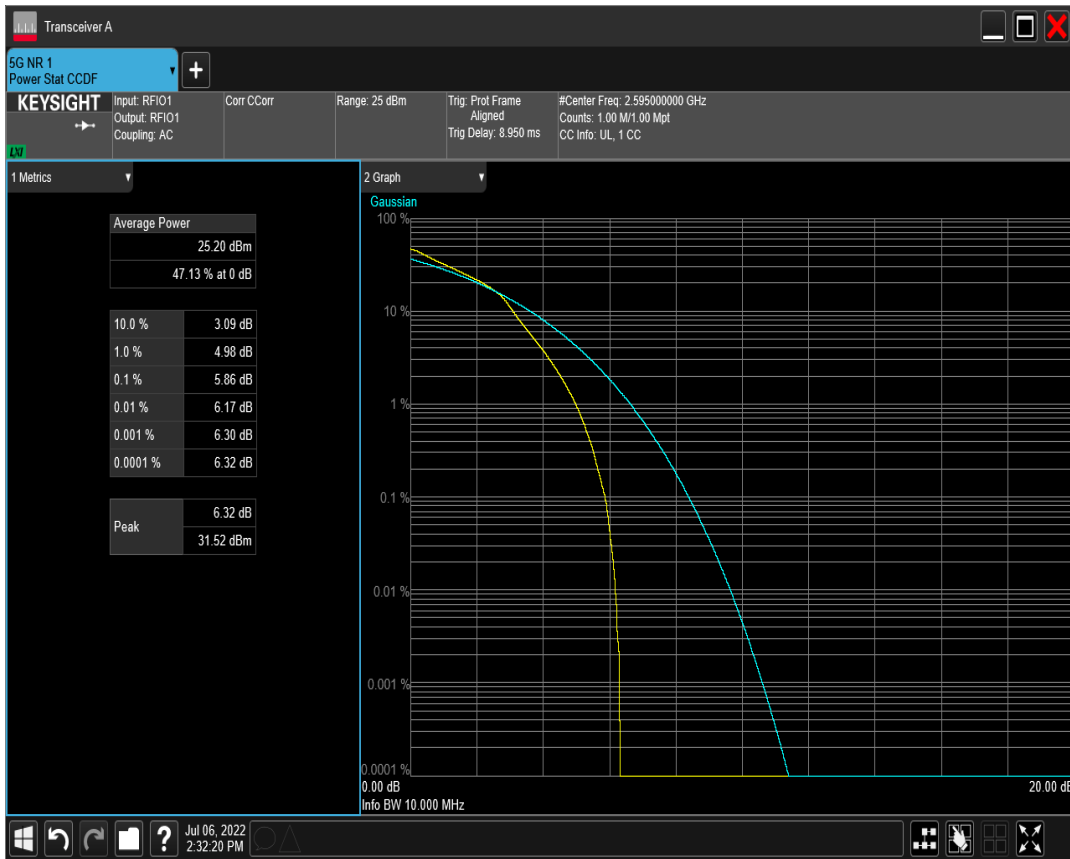 Transceiver A
5G NR 1
Power Stat CCDF
+
KEYSIGHT
LXI
Input: RFIO1
Output: RFIO1
Coupling: AC
Corr CCorr
Range: 25 dBm
Trig: Prot Frame
Aligned
Trig Delay: 8.950 ms
#Center Freq: 2.595000000 GHz
Counts: 1.00 M/1.00 Mpt
CC Info: UL, 1 CC
1 Metrics
Average Power
25.20 dBm
47.13 % at 0 dB
10.0 % 3.09 dB
1.0 % 4.98 dB
0.1 % 5.86 dB
0.01 % 6.17 dB
0.001 % 6.30 dB
0.0001 % 6.32 dB
Peak
6.32 dB
31.52 dBm
2 Graph
Gaussian
100 %
10 %
1 %
0.1 %
0.01 %
0.001 %
0.0001 %
0.00 dB 20.00 dB
Info BW 10.000 MHz
?
Jul 06, 2022
2:32:20 PM